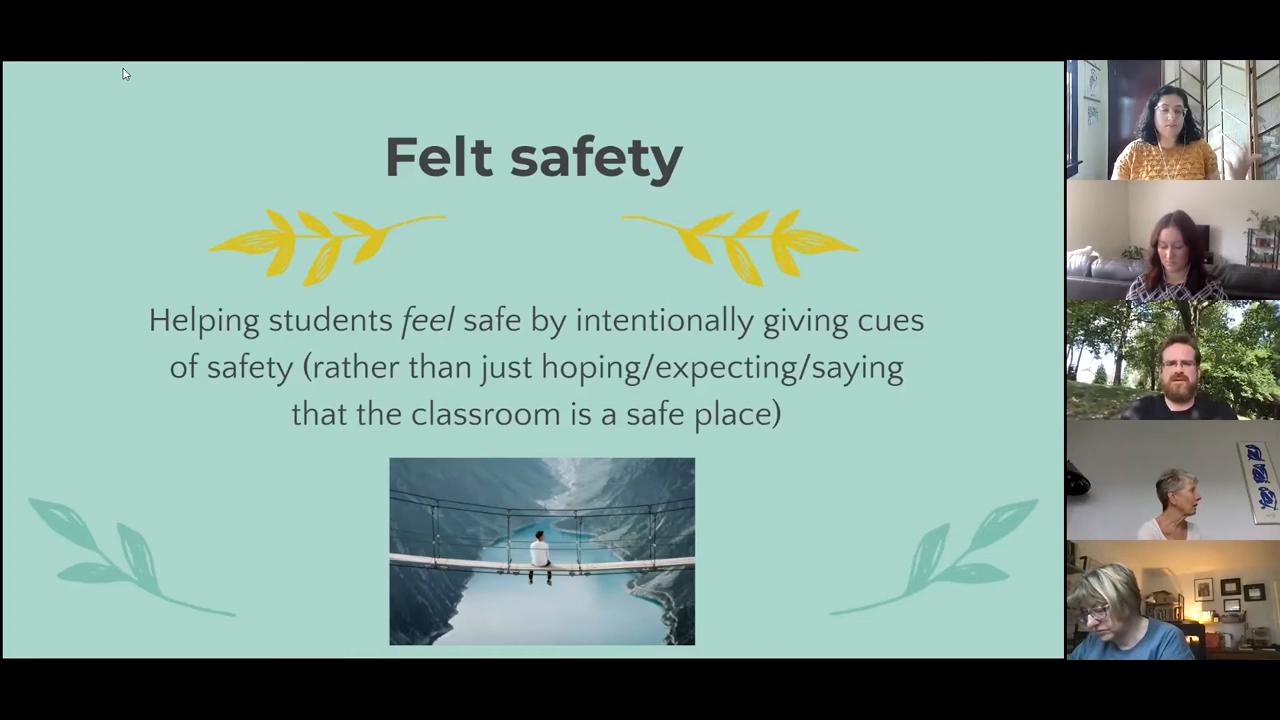 Felt safety
Helping students feel safe by intentionally giving cues
of safety (rather than just hoping/expecting/saying
that the classroom is a safe place)